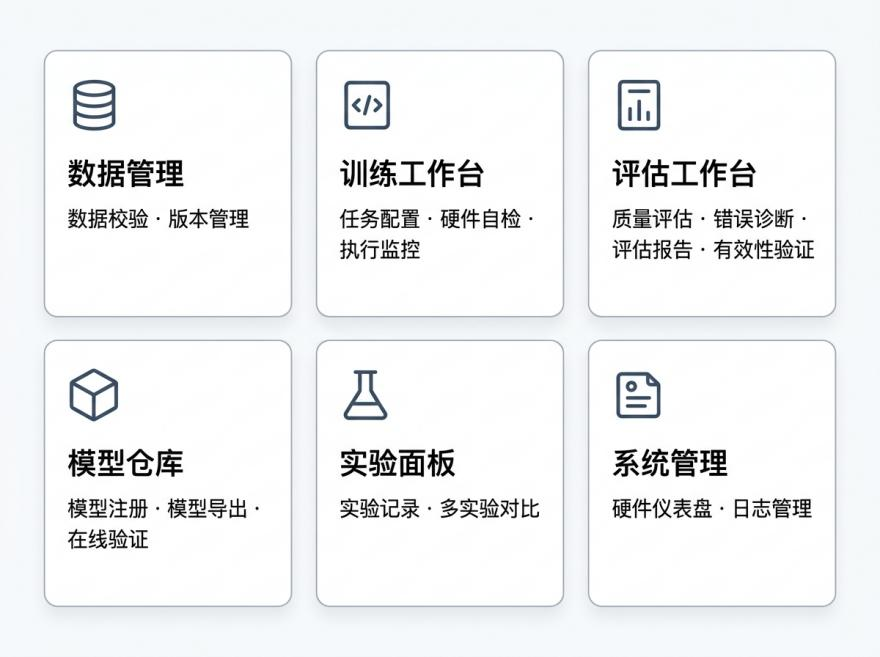 数据管理
数据校验 · 版本管理
训练工作台
任务配置 · 硬件自检 ·
执行监控
评估工作台
质量评估 · 错误诊断 ·
评估报告 · 有效性验证
模型仓库
模型注册 · 模型导出 ·
在线验证
实验面板
实验记录 · 多实验对比
系统管理
硬件仪表盘 · 日志管理